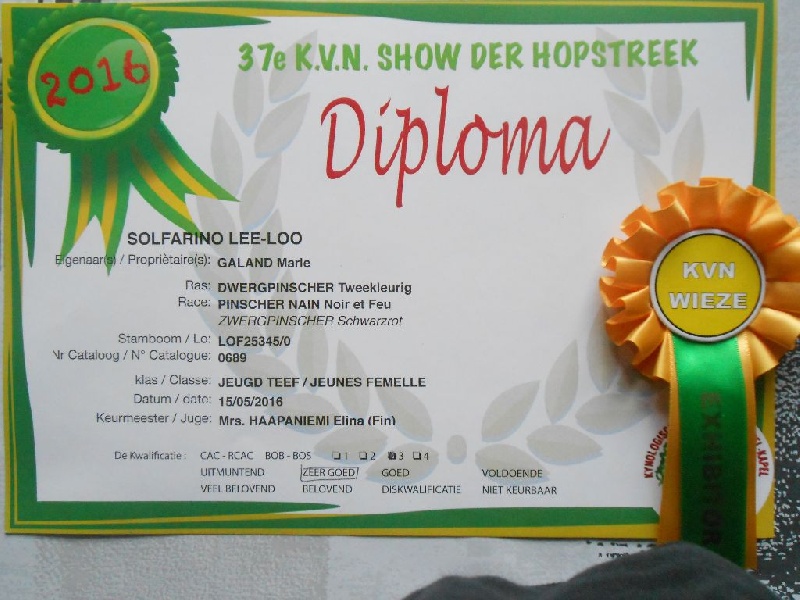 2016
37e K.V.N. SHOW DER HOPSTREEK
Diploma
SOLFARINO LEE-LOO
Eigenaar(s) / Propriètaire(s): GALAND Marie
Ras: DWERGPINSCHER Tweekleurig
Race: PINSCHER NAIN Noir et Feu
ZWERGPINSCHER Schwarzrot
Stamboom / Lo: LOF25345/0
Nr Cataloog / N° Catalogue: 0689
klas / Classe: JEUGD TEEF / JEUNES FEMELLE
Datum / date: 15/05/2016
Keurmeester / Juge: Mrs. HAAPANIEMI Elina (Fin)
De Kwalificatie: CAC - RCAC BOB - BOS 1 2 3 4
UITMUNTEND ZEER GOED GOED VOLDOENDE
VEEL BELOVEND BELOVEND DISKWALIFICATIE NIET KEURBAAR
KVN
WIEZE
EXHIBITOR